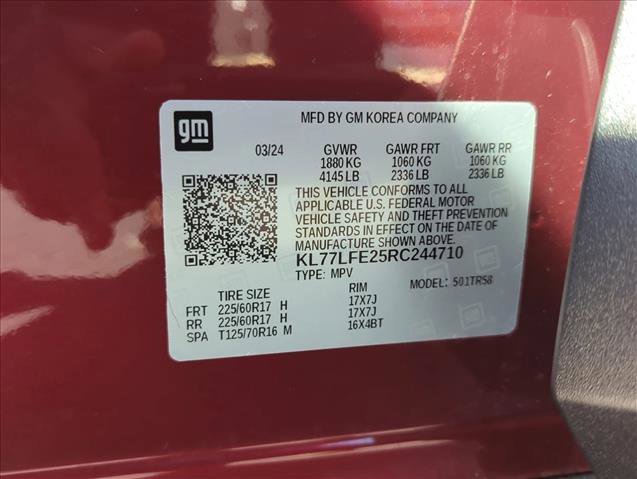 gm
MFD BY GM KOREA COMPANY
03/24 GVWR GAWR FRT GAWR RR
1880 KG 1060 KG 1060 KG
4145 LB 2336 LB 2336 LB
THIS VEHICLE CONFORMS TO ALL
APPLICABLE U.S. FEDERAL MOTOR
VEHICLE SAFETY AND THEFT PREVENTION
STANDARDS IN EFFECT ON THE DATE OF
MANUFACTURE SHOWN ABOVE.
KL77LFE25RC244710
TYPE: MPV MODEL: 501TR58
TIRE SIZE RIM
FRT 225/60R17 H 17X7J
RR 225/60R17 H 17X7J
SPA T125/70R16 M 16X4BT